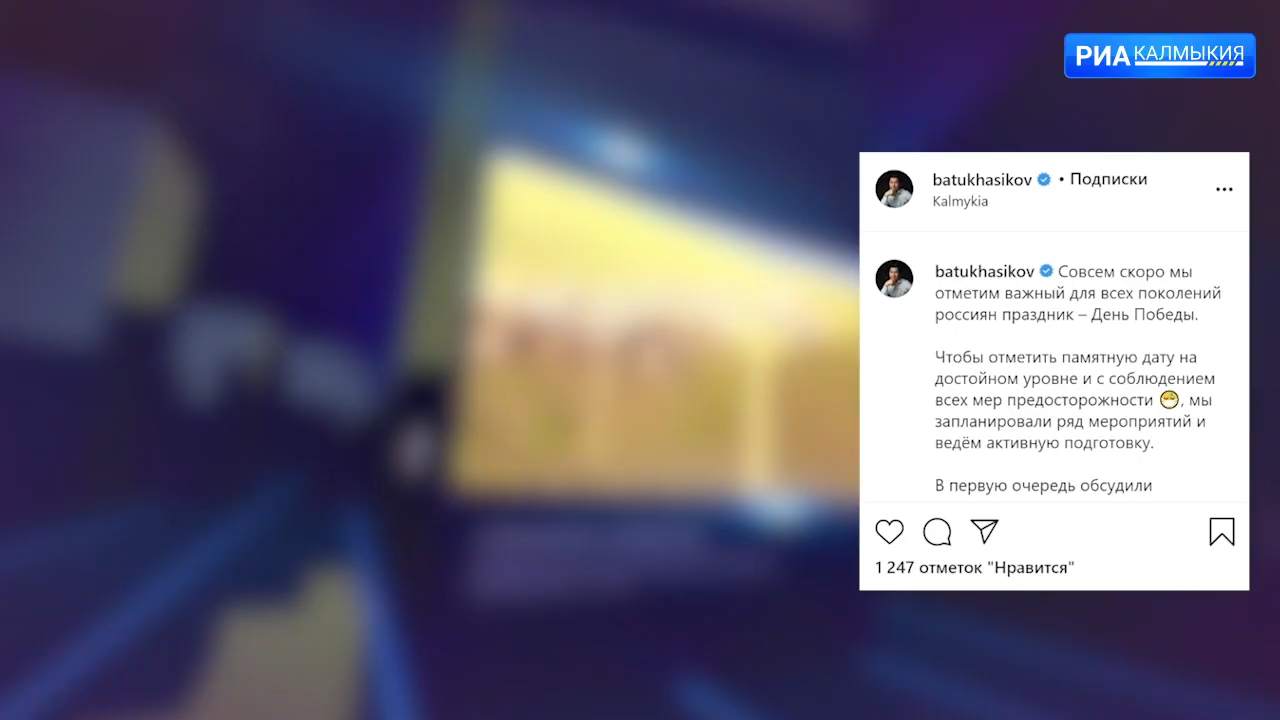 РИА КАЛМЫКИЯ
batukhasikov • Подписки
Kalmykia
batukhasikov Совсем скоро мы
отметим важный для всех поколений
россиян праздник – День Победы.
Чтобы отметить памятную дату на
достойном уровне и с соблюдением
всех мер предосторожности 😷, мы
запланировали ряд мероприятий и
ведём активную подготовку.
В первую очередь обсудили
1 247 отметок "Нравится"